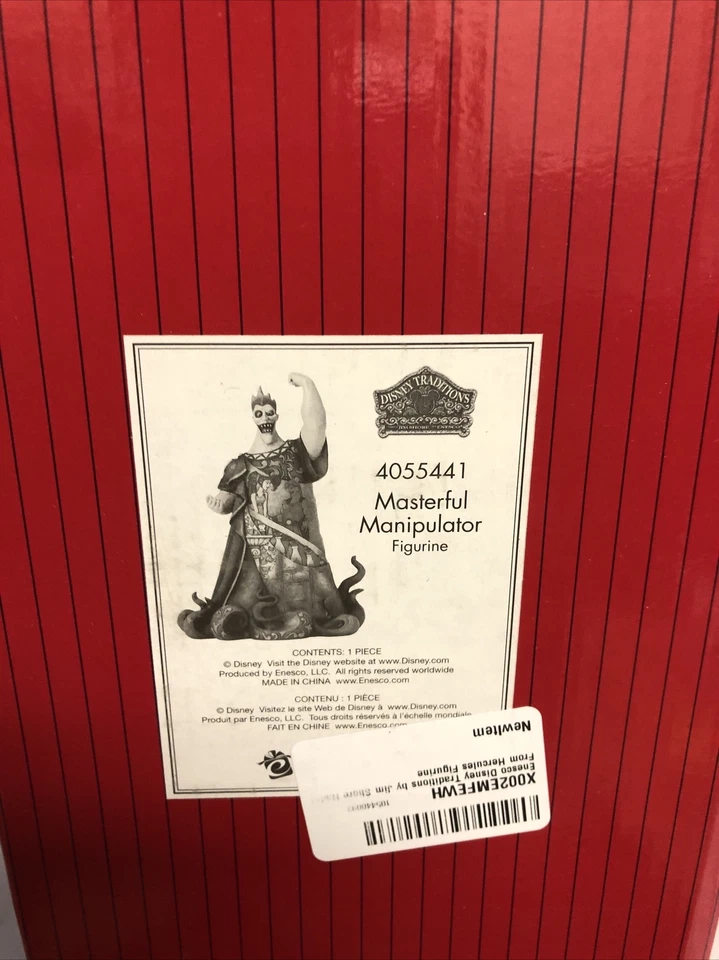 DISNEY TRADITIONS
JIM SHORE ENESCO
4055441
Masterful
Manipulator
Figurine
CONTENTS: 1 PIECE
© Disney Visit the Disney website at www.Disney.com
Produced by Enesco, LLC. All rights reserved worldwide
MADE IN CHINA www.Enesco.com
CONTENU : 1 PIÈCE
© Disney Visitez le site Web de Disney à www.Disney.com
Produit par Enesco, LLC. Tous droits réservés à l'échelle mondiale
FAIT EN CHINE www.Enesco.com
X002EMFEWH
Enesco Disney Traditions by Jim Shore
From Hercules Figurine
NewItem